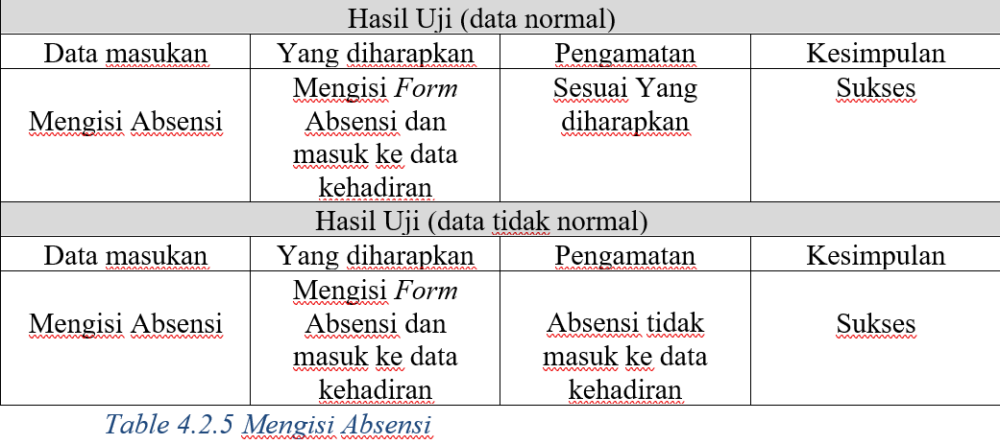 Hasil Uji (data normal)
Data masukan Yang diharapkan Pengamatan Kesimpulan
Mengisi Absensi
Mengisi Form
Absensi dan
masuk ke data
kehadiran
Sesuai Yang
diharapkan
Sukses
Hasil Uji (data tidak normal)
Data masukan Yang diharapkan Pengamatan Kesimpulan
Mengisi Absensi
Mengisi Form
Absensi dan
masuk ke data
kehadiran
Absensi tidak
masuk ke data
kehadiran
Sukses
Table 4.2.5 Mengisi Absensi